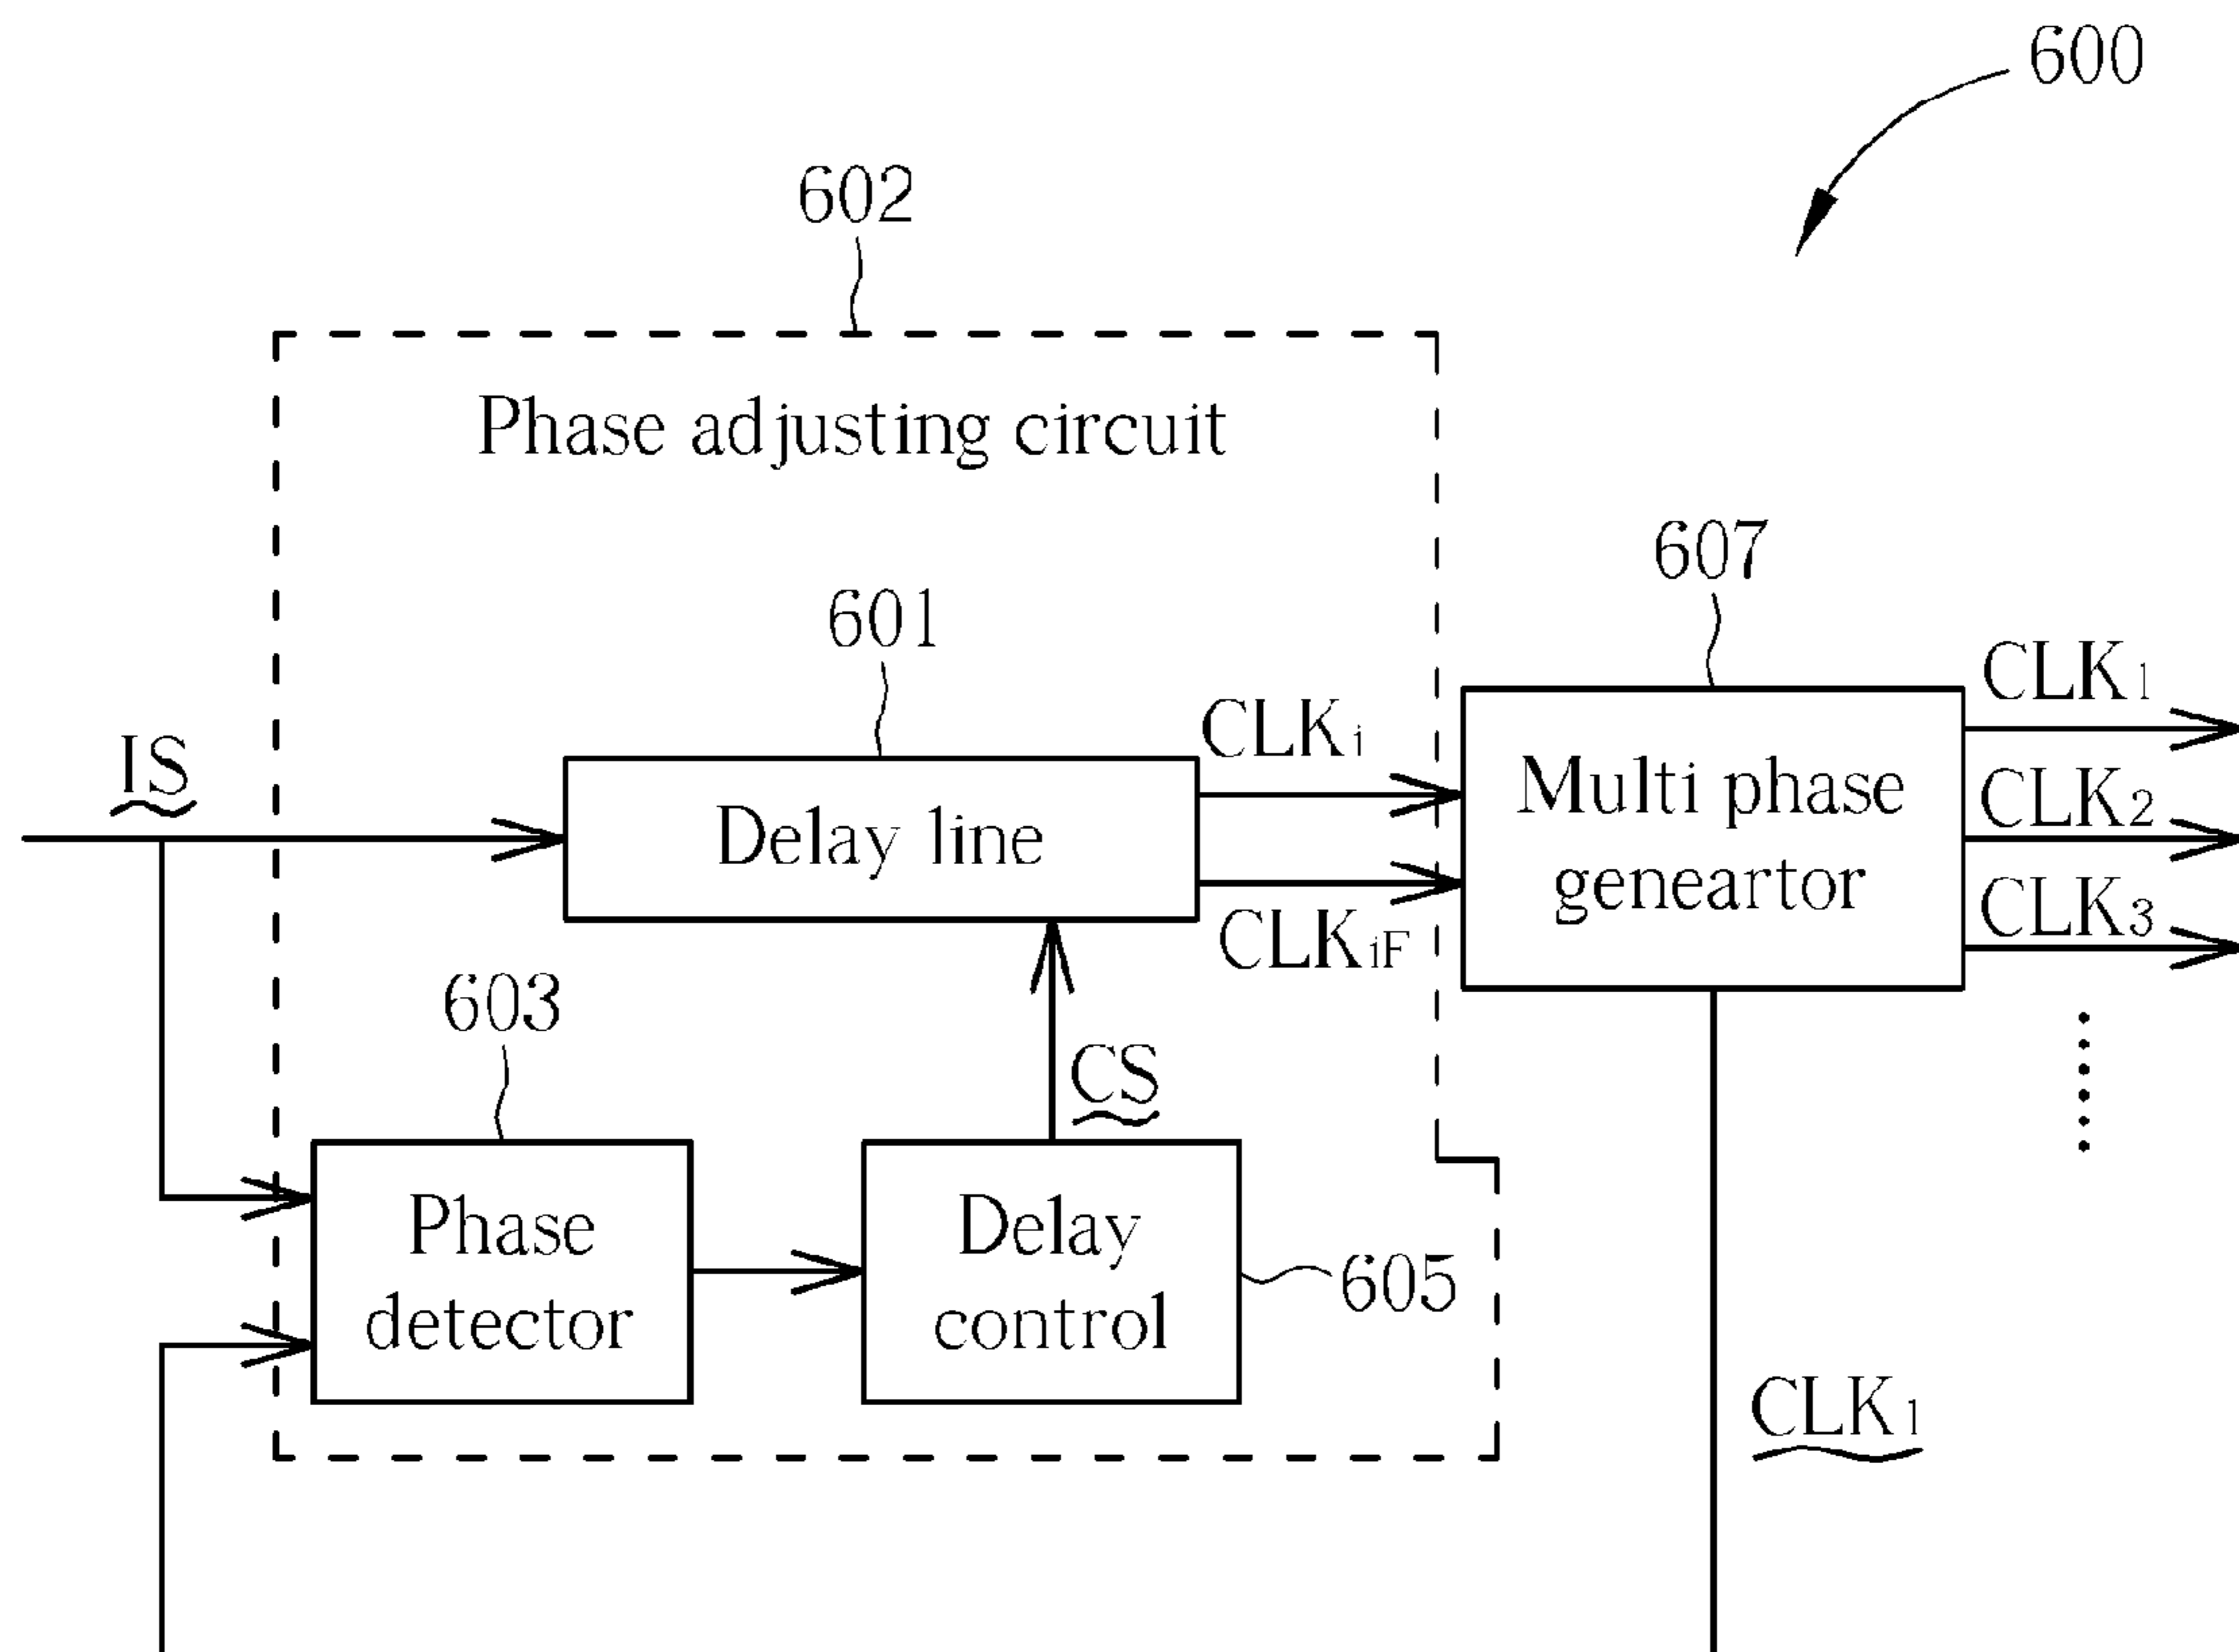 600
602
Phase adjusting circuit
607
601
CLK1
CLKi
IS
Multi phase
geneartor
CLK2
Delay line
CLK3
CLKiF
603
CS
Phase
detector
Delay
control
605
CLK1